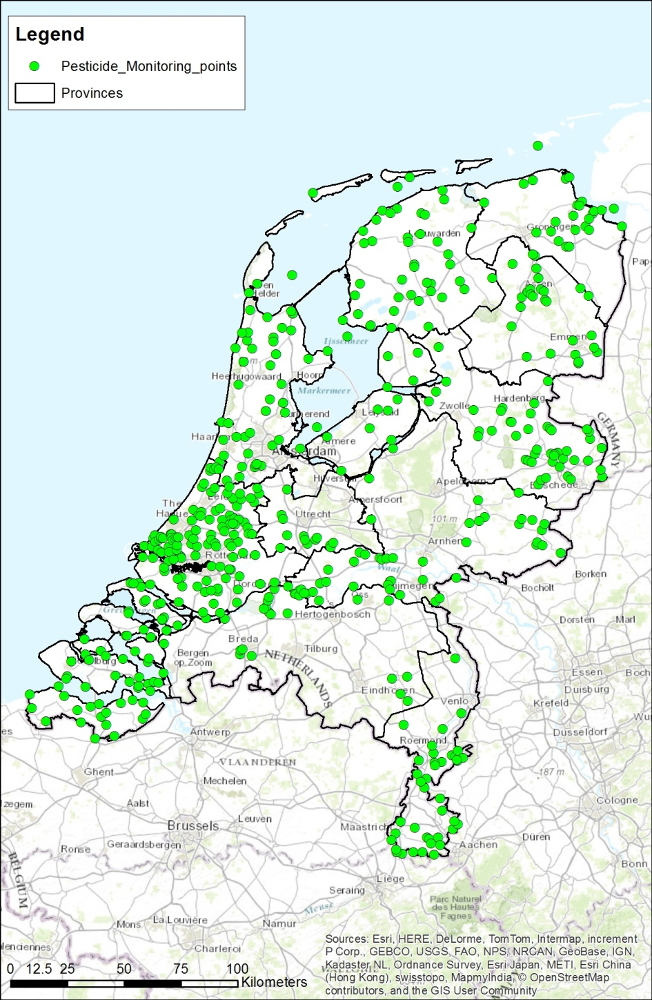 Legend
Pesticide_Monitoring_points
Provinces
Leeuwarden
Groningen
Assen
Den
Helder
Emmen
Ijsselmeer
Heerhugowaard
Hoorn
Markermeer
Hardenberg
Zwolle
Lelystad
Almere
Amsterdam
GERMANY
Hilversum
Apeldoorn
Enschede
Amersfoort
The
Hague
Utrecht
101 m
Arnhem
Waal
Borken
Bocholt
Oss
Nijmegen
Hertogenbosch
Dorsten
Marl
Breda
Tilburg
Bergen
op Zoom
NETHERLANDS
Essen
Duisburg
Eindhoven
Venlo
Krefeld
Antwerp
Dusseldorf
Roermond
VLAANDEREN
Ghent
Mechelen
187 m
Aalst
Leuven
Cologne
Brussels
Maastricht
Ronse
Geraardsbergen
Düren
Aachen
BELGIUM
Bonn
Liège
Seraing
Meuse
Parc Naturel
des Hautes
Fagnes
Mons
La Louvière
Namur
Charleroi
Sources: Esri, HERE, DeLorme, TomTom, Intermap, increment
P Corp., GEBCO, USGS, FAO, NPS, NRCAN, GeoBase, IGN,
Kadaster NL, Ordnance Survey, Esri Japan, METI, Esri China
(Hong Kong), swisstopo, MapmyIndia, © OpenStreetMap
contributors, and the GIS User Community
0 12.5 25 50 75 100
Kilometers